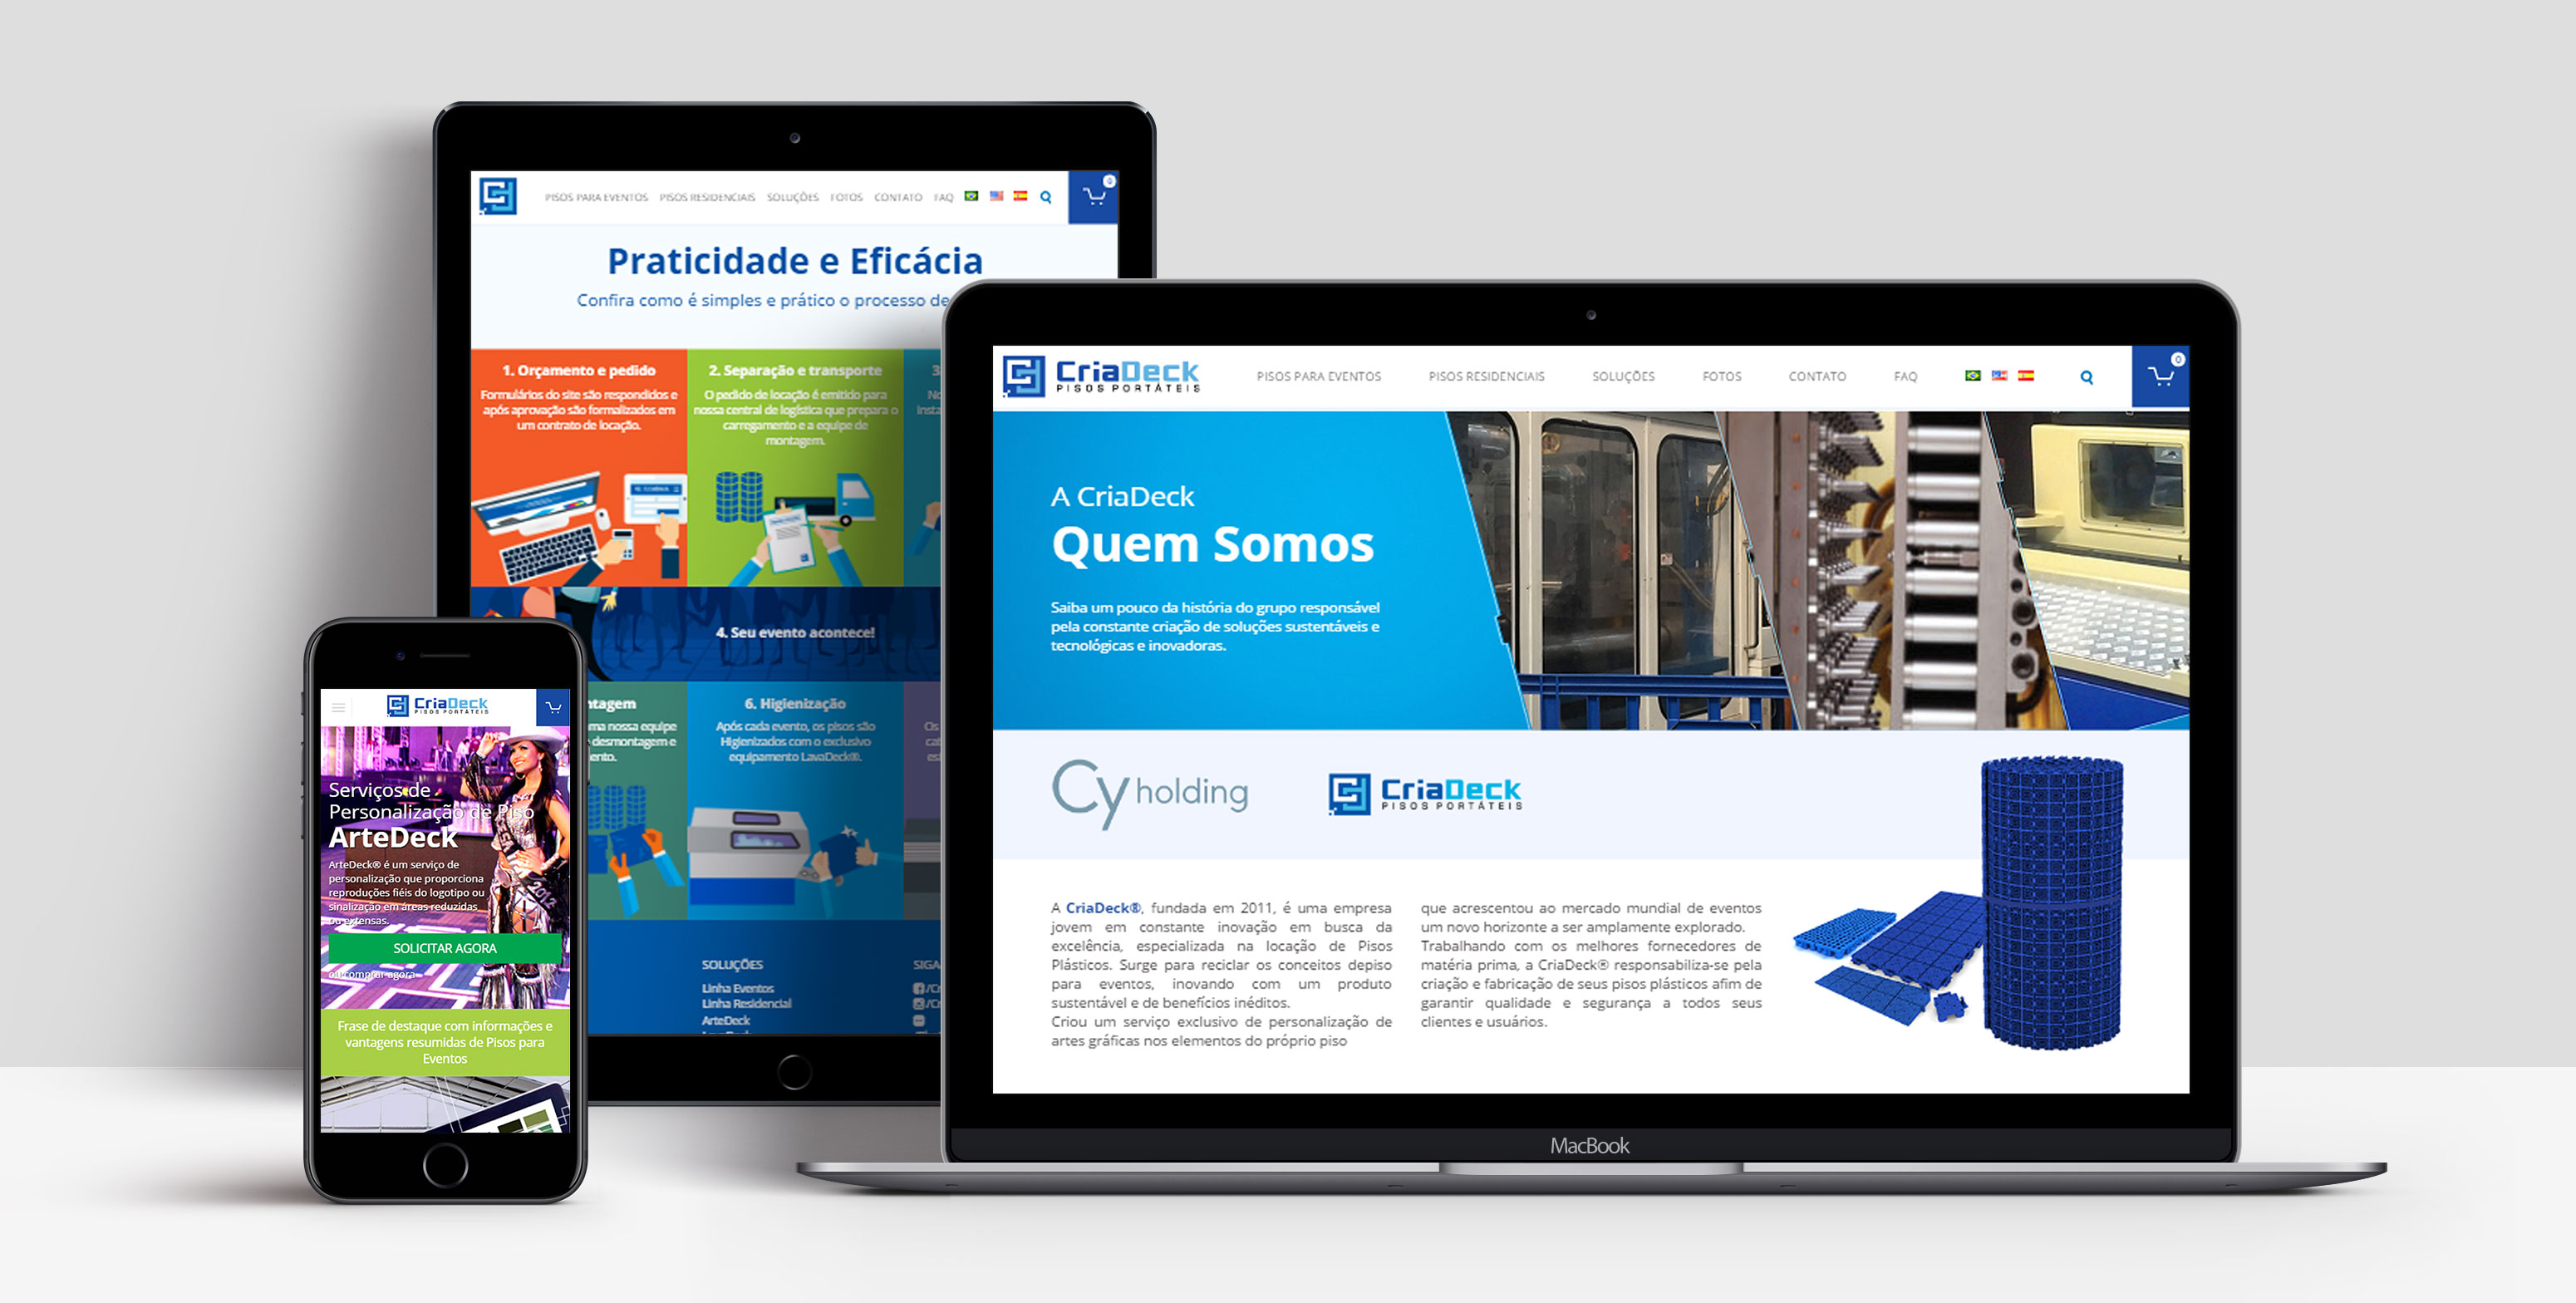 PISOS PARA EVENTOS PISOS RESIDENCIAIS SOLUÇÕES FOTOS CONTATO FAQ
0
Praticidade e Eficácia
Confira como é simples e prático o processo de
1. Orçamento e pedido
Formulários do site são respondidos e
após aprovação são formalizados em
um contrato de locação.
2. Separação e transporte
O pedido de locação é emitido para
nossa central de logística que prepara o
carregamento e a equipe de
montagem.
3
4. Seu evento acontece!
ntagem
ma nossa equipe
desmontagem e
ento.
6. Higienização
Após cada evento, os pisos são
Higienizados com o exclusivo
equipamento LavaDeck®.
SOLUÇÕES
Linha Eventos
Linha Residencial
ArteDeck
SIGA
CriaDeck
PISOS PORTÁTEIS
Serviços de
Personalização de Piso
ArteDeck
ArteDeck® é um serviço de
personalização que proporciona
reproduções fiéis do logotipo ou
sinalização em áreas reduzidas
ou extensas.
SOLICITAR AGORA
ou comprar agora
Frase de destaque com informações e
vantagens resumidas de Pisos para
Eventos
CriaDeck
PISOS PORTÁTEIS
PISOS PARA EVENTOS PISOS RESIDENCIAIS SOLUÇÕES FOTOS CONTATO FAQ
0
A CriaDeck
Quem Somos
Saiba um pouco da história do grupo responsável
pela constante criação de soluções sustentáveis e
tecnológicas e inovadoras.
Cy holding
CriaDeck
PISOS PORTÁTEIS
A CriaDeck®, fundada em 2011, é uma empresa
jovem em constante inovação em busca da
excelência, especializada na locação de Pisos
Plásticos. Surge para reciclar os conceitos depiso
para eventos, inovando com um produto
sustentável e de benefícios inéditos.
Criou um serviço exclusivo de personalização de
artes gráficas nos elementos do próprio piso
que acrescentou ao mercado mundial de eventos
um novo horizonte a ser amplamente explorado.
Trabalhando com os melhores fornecedores de
matéria prima, a CriaDeck® responsabiliza-se pela
criação e fabricação de seus pisos plásticos afim de
garantir qualidade e segurança a todos seus
clientes e usuários.
MacBook